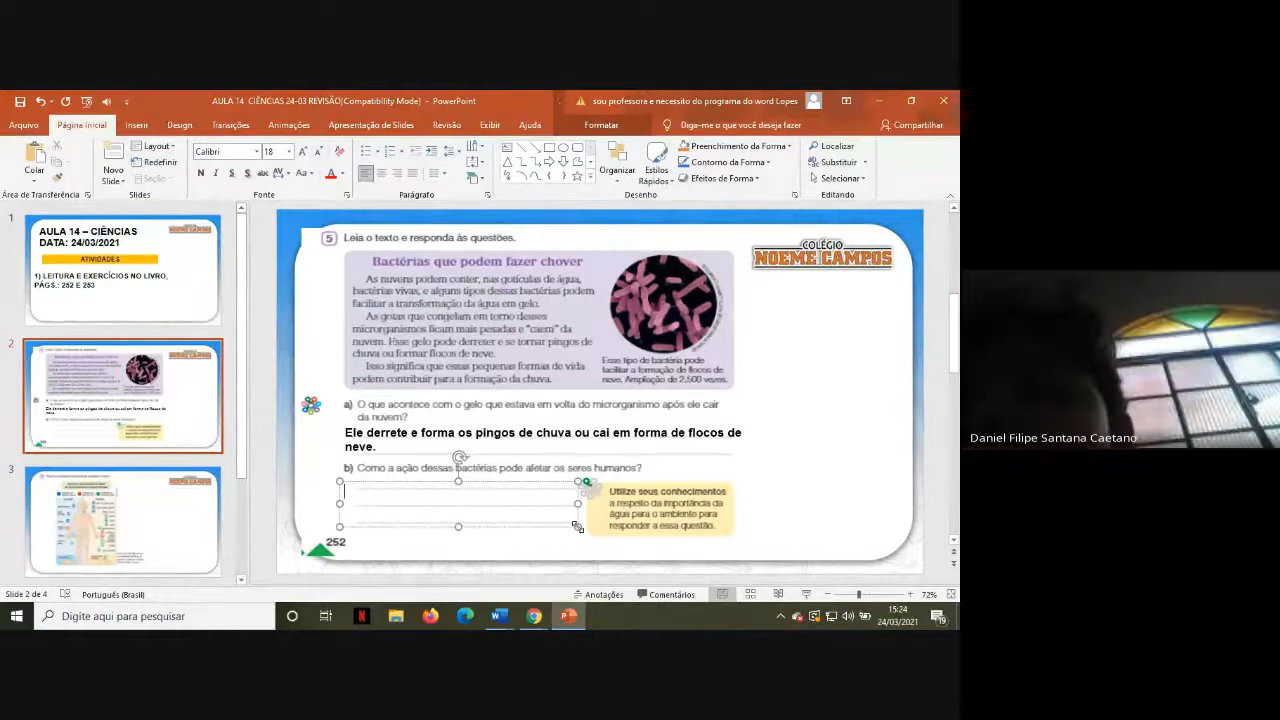 AULA 14 CIÊNCIAS 24-03 REVISÃO[Compatibility Mode] - PowerPoint
sou professora e necessito do programa do word Lopes
Arquivo Página Inicial Inserir Design Transições Animações Apresentação de Slides Revisão Exibir Ajuda Formatar Diga-me o que você deseja fazer Compartilhar
Colar
Novo Slide
Layout
Redefinir
Seção
Calibri 18
N I S S abc AV Aa A
Organizar
Estilos Rápidos
Preenchimento da Forma
Contorno da Forma
Efeitos de Forma
Localizar
Substituir
Selecionar
Área de Transferência Slides Fonte Parágrafo Desenho Editando
1
AULA 14 – CIÊNCIAS
DATA: 24/03/2021
ATIVIDADES
1) LEITURA E EXERCÍCIOS NO LIVRO,
PÁGS.: 252 E 253
NOEME CAMPOS
2
3
5 Leia o texto e responda às questões.
COLÉGIO
NOEME CAMPOS
Bactérias que podem fazer chover
As nuvens podem conter, nas gotículas de água,
bactérias vivas, e alguns tipos dessas bactérias podem
facilitar a transformação da água em gelo.
As gotas que congelam em torno desses
microrganismos ficam mais pesadas e "caem" da
nuvem. Esse gelo pode derreter e se tornar pingos de
chuva ou formar flocos de neve.
Isso significa que essas pequenas formas de vida
podem contribuir para a formação da chuva.
Esse tipo de bactéria pode
facilitar a formação de flocos de
neve. Ampliação de 2.500 vezes.
a) O que acontece com o gelo que estava em volta do microrganismo após ele cair
da nuvem?
Ele derrete e forma os pingos de chuva ou cai em forma de flocos de
neve.
b) Como a ação dessas bactérias pode afetar os seres humanos?
Utilize seus conhecimentos
a respeito da importância da
água para o ambiente para
responder a essa questão.
252
Slide 2 de 4 Português (Brasil) Anotações Comentários 72%
Digite aqui para pesquisar
15:24
24/03/2021
19
Daniel Filipe Santana Caetano